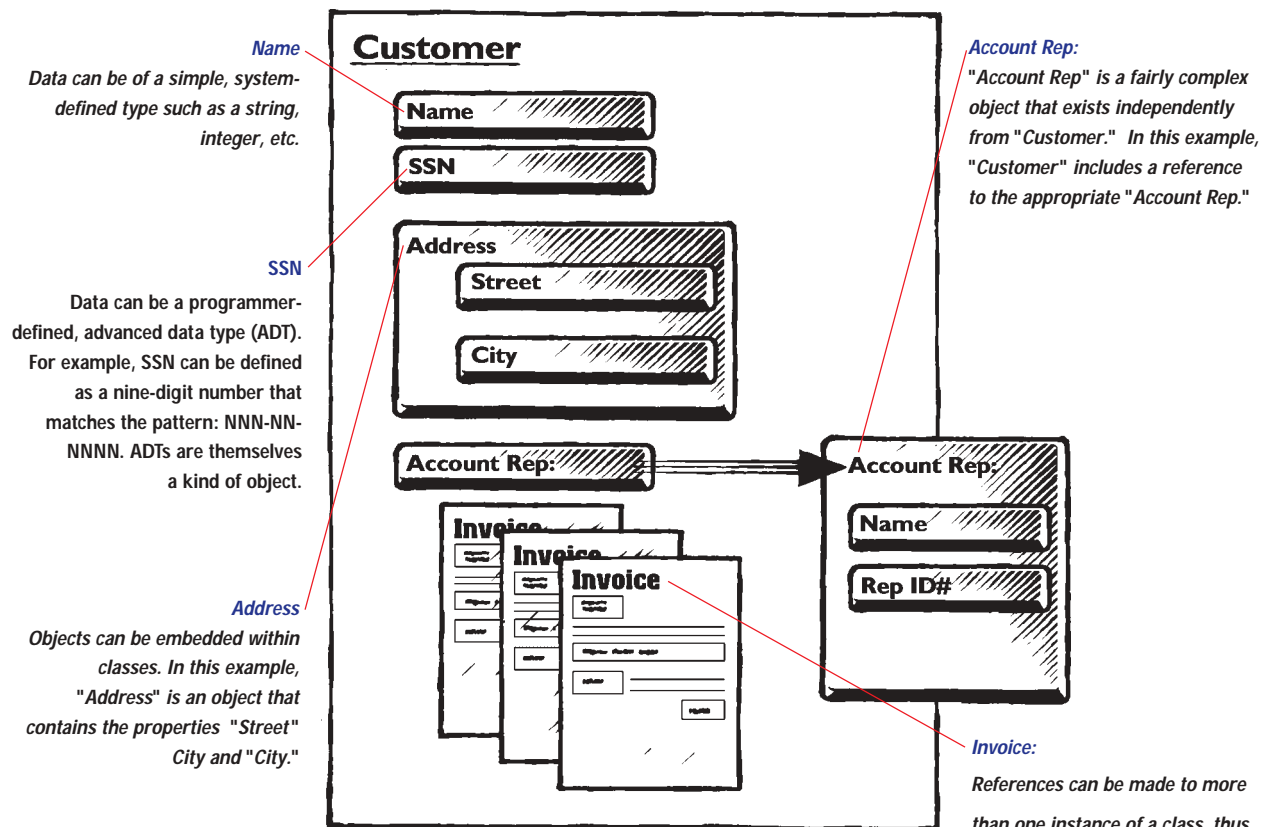 Name
Data can be of a simple, system-
defined type such as a string,
integer, etc.
SSN
Data can be a programmer-
defined, advanced data type (ADT).
For example, SSN can be defined
as a nine-digit number that
matches the pattern: NNN-NN-
NNNN. ADTs are themselves
a kind of object.
Address
Objects can be embedded within
classes. In this example,
"Address" is an object that
contains the properties "Street"
City and "City."
Customer
Name
SSN
Address
Street
City
Account Rep:
Invoice
Invoice
Invoice
Account Rep:
Name
Rep ID#
Account Rep:
"Account Rep" is a fairly complex
object that exists independently
from "Customer." In this example,
"Customer" includes a reference
to the appropriate "Account Rep."
Invoice:
References can be made to more
than one instance of a class, thus